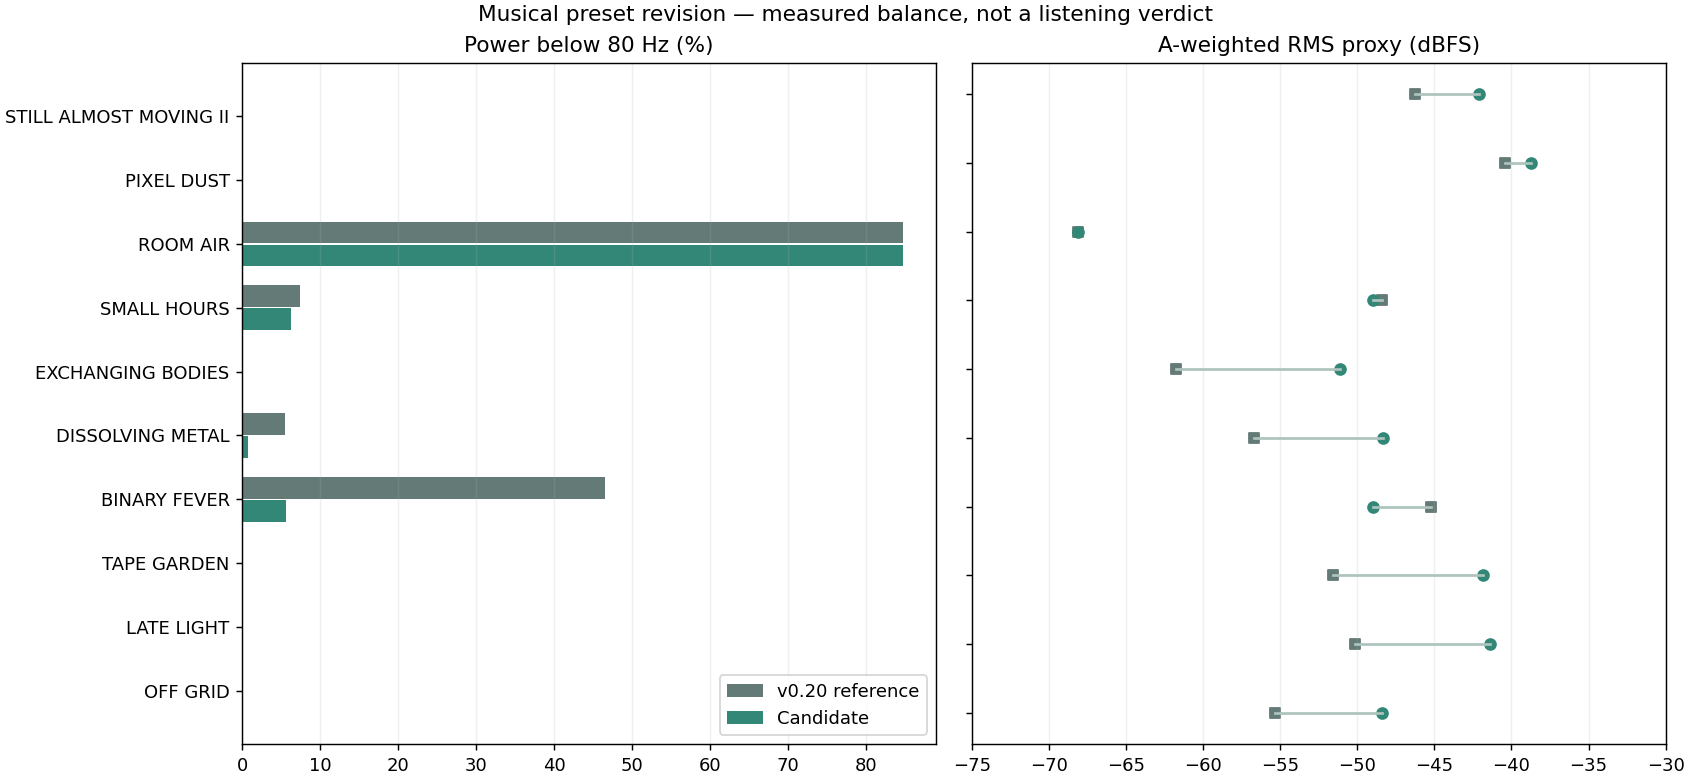 Musical preset revision — measured balance, not a listening verdict
Power below 80 Hz (%)
A-weighted RMS proxy (dBFS)
STILL ALMOST MOVING II
PIXEL DUST
ROOM AIR
SMALL HOURS
EXCHANGING BODIES
DISSOLVING METAL
BINARY FEVER
TAPE GARDEN
LATE LIGHT
OFF GRID
v0.20 reference
Candidate
0 10 20 30 40 50 60 70 80
−75 −70 −65 −60 −55 −50 −45 −40 −35 −30